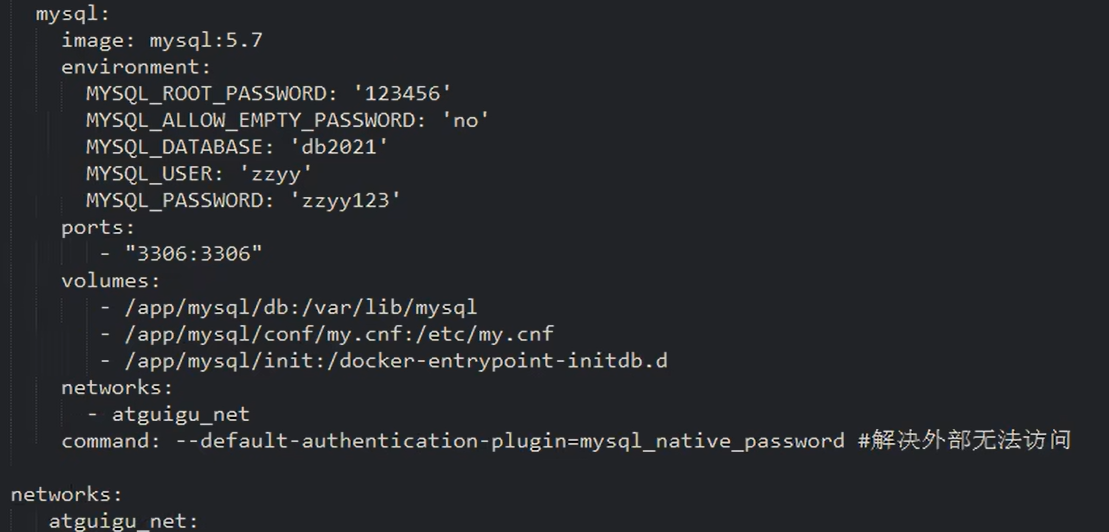 mysql:
image: mysql:5.7
environment:
MYSQL_ROOT_PASSWORD: '123456'
MYSQL_ALLOW_EMPTY_PASSWORD: 'no'
MYSQL_DATABASE: 'db2021'
MYSQL_USER: 'zzyy'
MYSQL_PASSWORD: 'zzyy123'
ports:
- "3306:3306"
volumes:
- /app/mysql/db:/var/lib/mysql
- /app/mysql/conf/my.cnf:/etc/my.cnf
- /app/mysql/init:/docker-entrypoint-initdb.d
networks:
- atguigu_net
command: --default-authentication-plugin=mysql_native_password #解决外部无法访问
networks:
atguigu_net: